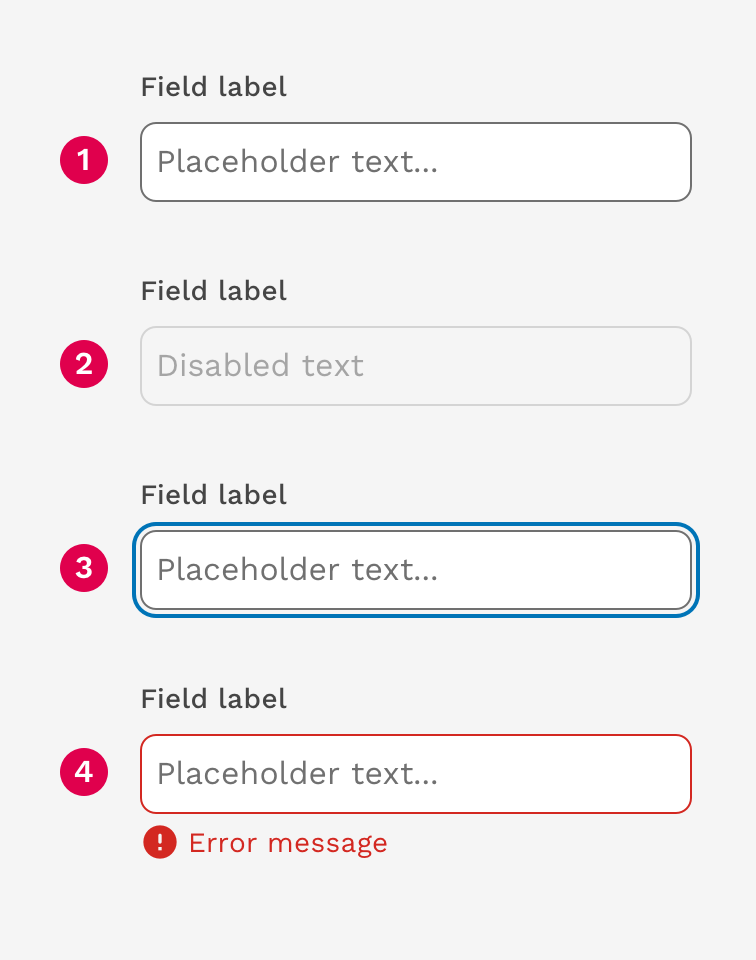 Field label
1
Placeholder text...
Field label
2
Disabled text
Field label
3
Placeholder text...
Field label
4
Placeholder text...
! Error message